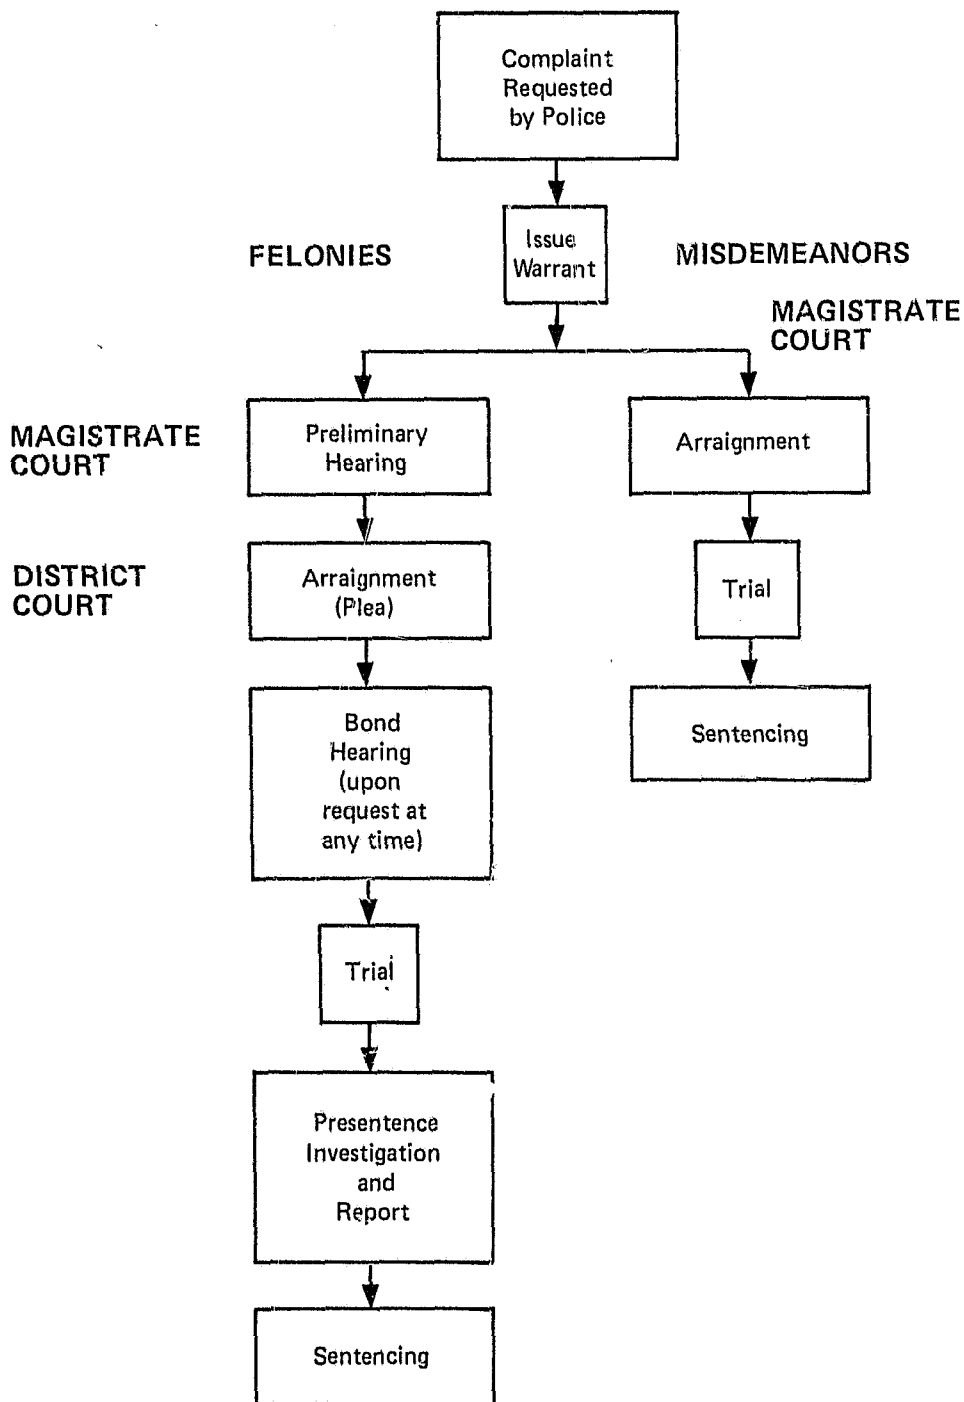 Complaint
Requested
by Police
Issue
Warrant
FELONIES
MISDEMEANORS
MAGISTRATE
COURT
MAGISTRATE
COURT
Preliminary
Hearing
Arraignment
DISTRICT
COURT
Arraignment
(Plea)
Trial
Bond
Hearing
(upon
request at
any time)
Sentencing
Trial
Presentence
Investigation
and
Report
Sentencing